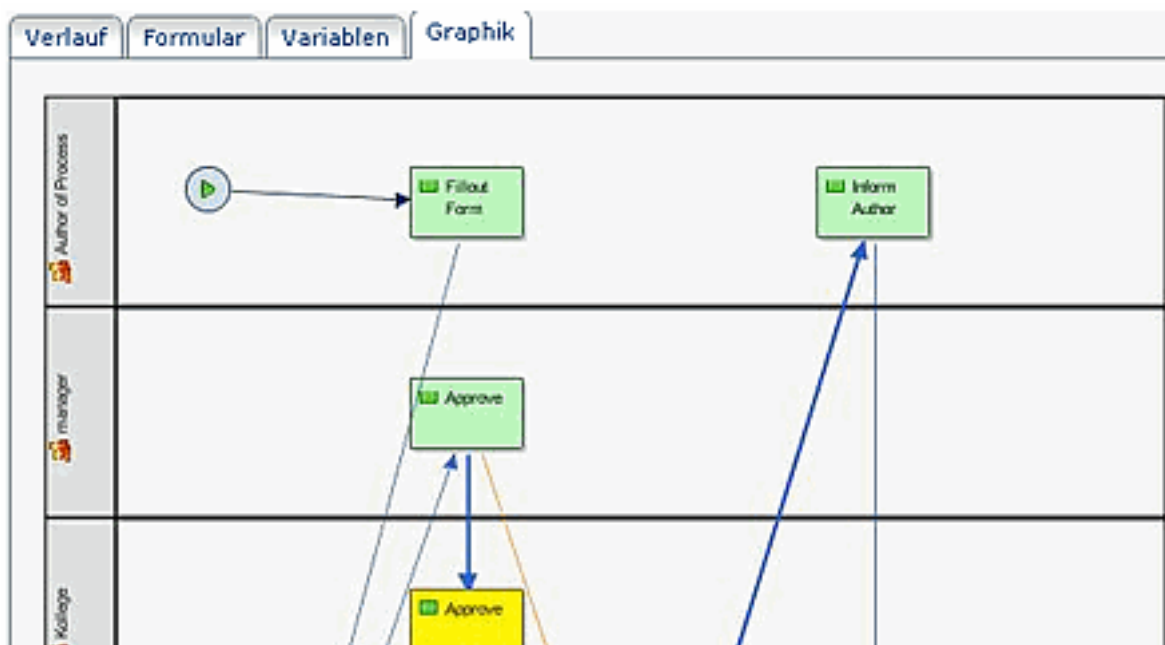 Verlauf
Formular
Variablen
Graphik
Author of Process
Fillout
Form
Inform
Author
manager
Approve
Kollege
Approve